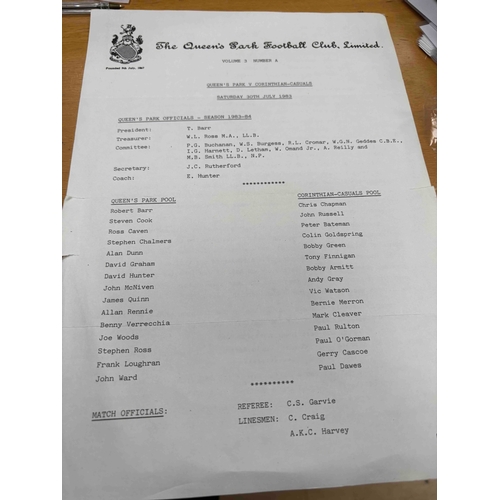 The Queen's Park Football Club, Limited.
Founded 9th July, 1867
VOLUME 2 NUMBER 4
QUEEN'S PARK V CORINTHIAN-CASUALS
SATURDAY 30TH JULY 1983
QUEEN'S PARK OFFICIALS - SEASON 1983-84
President: T. Barr
Treasurer: W.L. Ross M.A., LL.B.
Committee: P.G. Buchanan, W.S. Burgess, R.L. Cromar, W.G.N. Geddes C.B.E.,
I.G. Harnett, D. Letham, W. Omand Jr., A. Reilly and
M.B. Smith LL.B., N.P.
Secretary: J.C. Rutherford
Coach: E. Hunter
************
QUEEN'S PARK POOL
Robert Barr
Steven Cook
Ross Caven
Stephen Chalmers
Alan Dunn
David Graham
David Hunter
John McNiven
James Quinn
Allan Rennie
Benny Verrecchia
Joe Woods
Stephen Ross
Frank Loughran
John Ward
CORINTHIAN-CASUALS POOL
Chris Chapman
John Russell
Peter Bateman
Colin Goldspring
Bobby Green
Tony Finnigan
Bobby Armitt
Andy Gray
Vic Watson
Bernie Merron
Mark Cleaver
Paul Rulton
Paul O'Gorman
Gerry Cascoe
Paul Dawes
**********
MATCH OFFICIALS:
REFEREE: C.S. Garvie
LINESMEN: C. Craig
A.K.C. Harvey